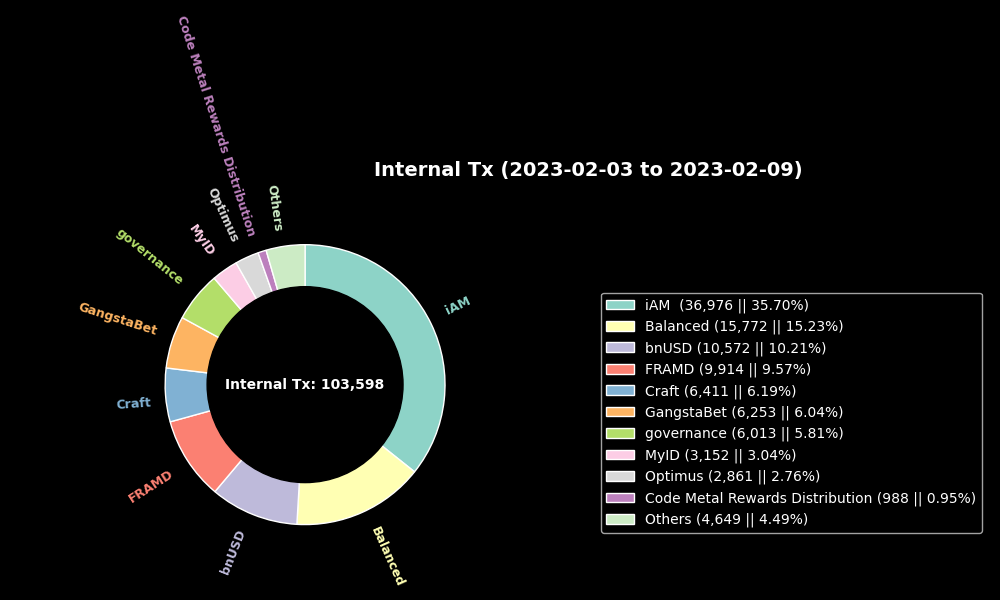 Internal Tx (2023-02-03 to 2023-02-09)
Code Metal Rewards Distribution
Others
Optimus
MyID
governance
GangstaBet
Craft
FRAMD
bnUSD
Balanced
iAM
Internal Tx: 103,598
iAM  (36,976 || 35.70%)
Balanced (15,772 || 15.23%)
bnUSD (10,572 || 10.21%)
FRAMD (9,914 || 9.57%)
Craft (6,411 || 6.19%)
GangstaBet (6,253 || 6.04%)
governance (6,013 || 5.81%)
MyID (3,152 || 3.04%)
Optimus (2,861 || 2.76%)
Code Metal Rewards Distribution (988 || 0.95%)
Others (4,649 || 4.49%)